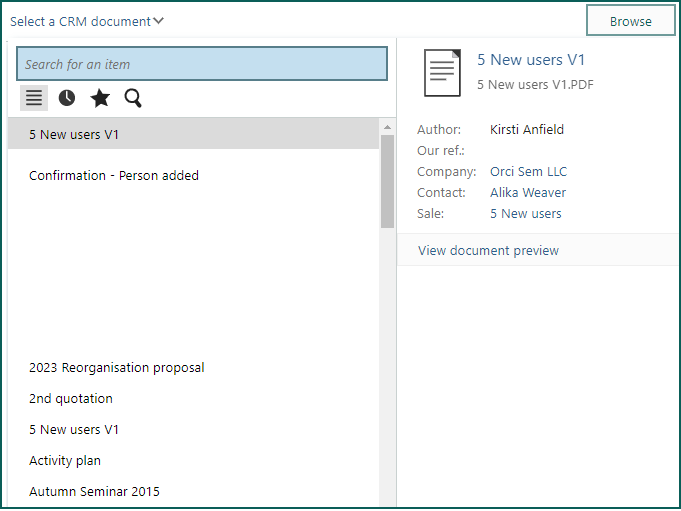 Select a CRM document
Browse
Search for an item
5 New users V1
Confirmation - Person added
2023 Reorganisation proposal
2nd quotation
5 New users V1
Activity plan
Autumn Seminar 2015
5 New users V1
5 New users V1.PDF
Author: Kirsti Anfield
Our ref.:
Company: Orci Sem LLC
Contact: Alika Weaver
Sale: 5 New users
View document preview